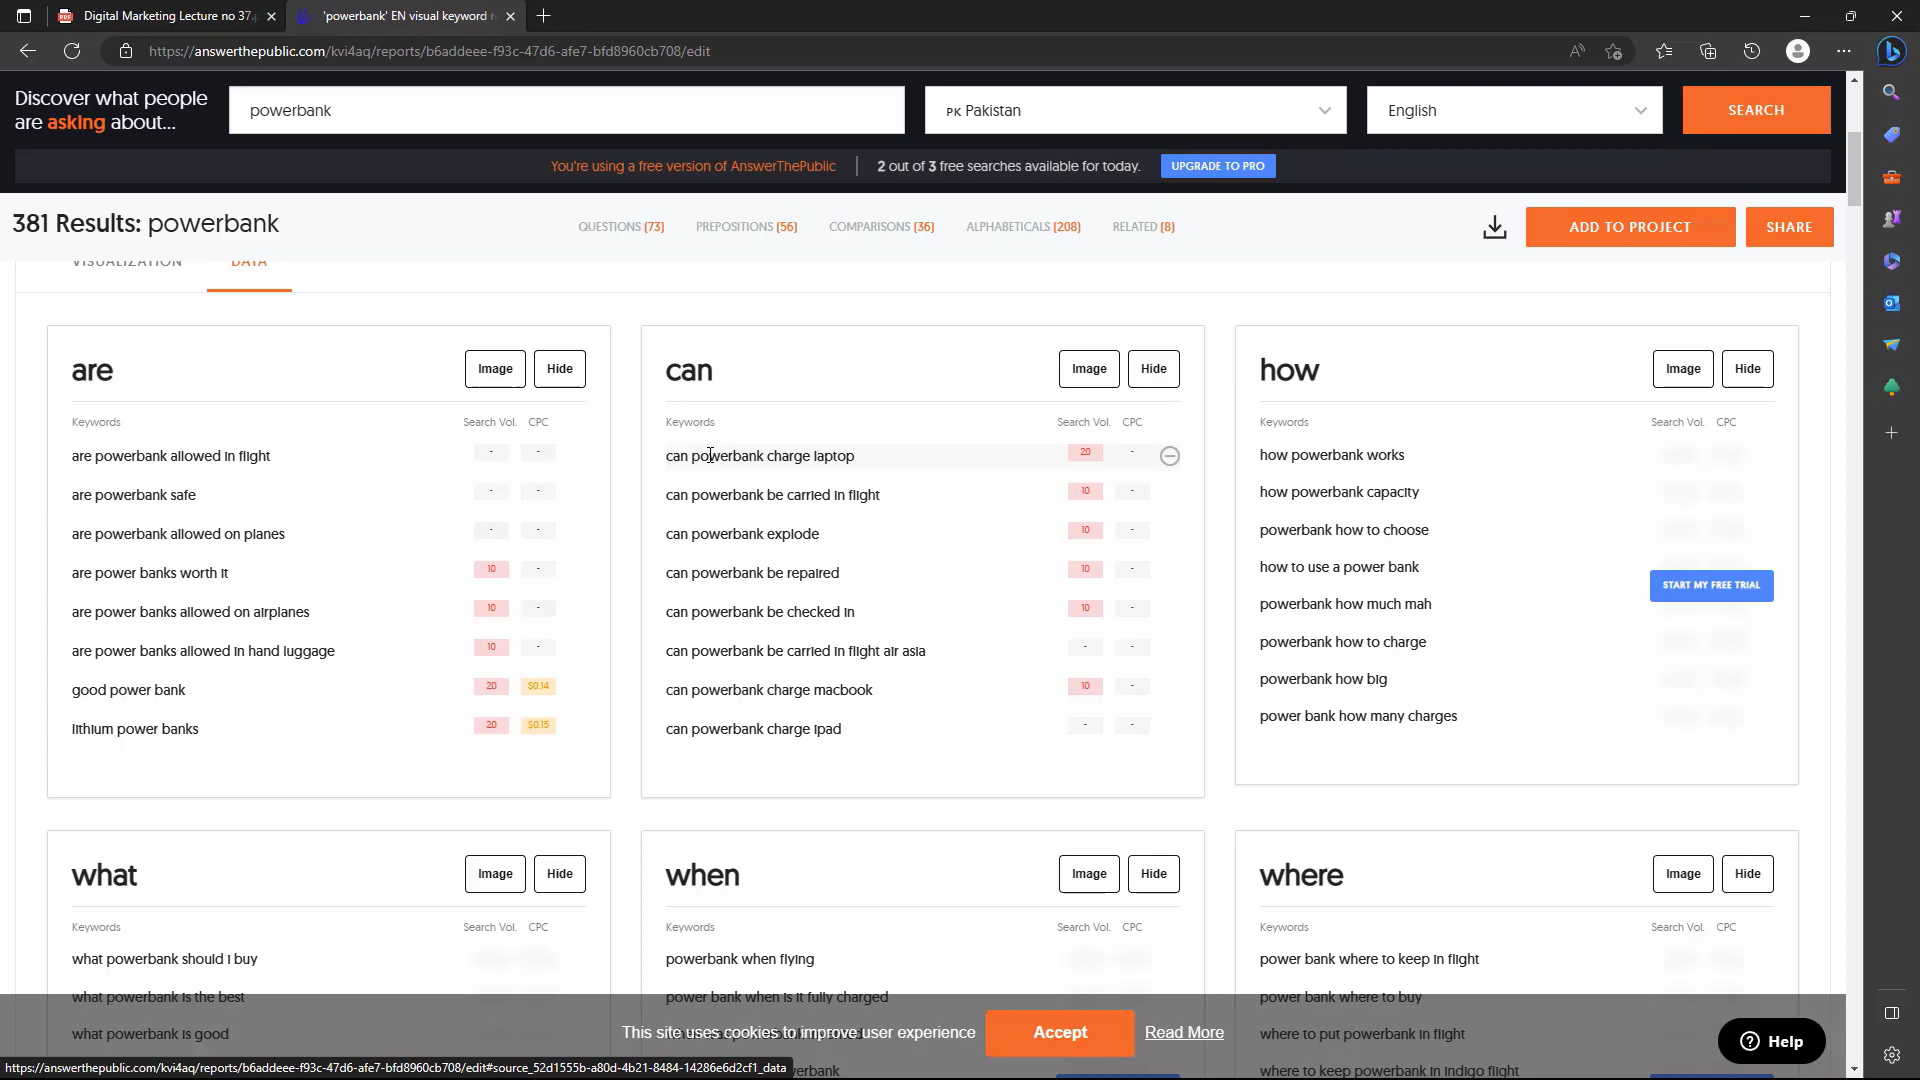 Digital Marketing Lecture no 37.
'powerbank' EN visual keyword r
https://answerthepublic.com/kvi4aq/reports/b6addeee-f93c-47d6-afe7-bfd8960cb708/edit
Discover what people
are asking about...
powerbank
PK Pakistan
English
SEARCH
You're using a free version of AnswerThePublic
2 out of 3 free searches available for today.
UPGRADE TO PRO
381 Results: powerbank
QUESTIONS (73)
PREPOSITIONS (56)
COMPARISONS (36)
ALPHABETICALS (208)
RELATED (8)
ADD TO PROJECT
SHARE
VISUALIZATION
DATA
are
Image
Hide
Keywords Search Vol. CPC
are powerbank allowed in flight - -
are powerbank safe - -
are powerbank allowed on planes - -
are power banks worth it 10 -
are power banks allowed on airplanes 10 -
are power banks allowed in hand luggage 10 -
good power bank 20 $0.14
lithium power banks 20 $0.15
can
Image
Hide
Keywords Search Vol. CPC
can powerbank charge laptop 20 -
can powerbank be carried in flight 10 -
can powerbank explode 10 -
can powerbank be repaired 10 -
can powerbank be checked in 10 -
can powerbank be carried in flight air asia - -
can powerbank charge macbook 10 -
can powerbank charge ipad - -
how
Image
Hide
Keywords Search Vol. CPC
how powerbank works
how powerbank capacity
powerbank how to choose
how to use a power bank
powerbank how much mah
powerbank how to charge
powerbank how big
power bank how many charges
START MY FREE TRIAL
what
Image
Hide
Keywords Search Vol. CPC
what powerbank should i buy
what powerbank is the best
what powerbank is good
when
Image
Hide
Keywords Search Vol. CPC
powerbank when flying
power bank when is it fully charged
where
Image
Hide
Keywords Search Vol. CPC
power bank where to keep in flight
power bank where to buy
where to put powerbank in flight
where to keep powerbank in indigo flight
This site uses cookies to improve user experience
Accept
Read More
Help
https://answerthepublic.com/kvi4aq/reports/b6addeee-f93c-47d6-afe7-bfd8960cb708/edit#source_52d1555b-a80d-4b21-8484-14286e6d2cf1_data